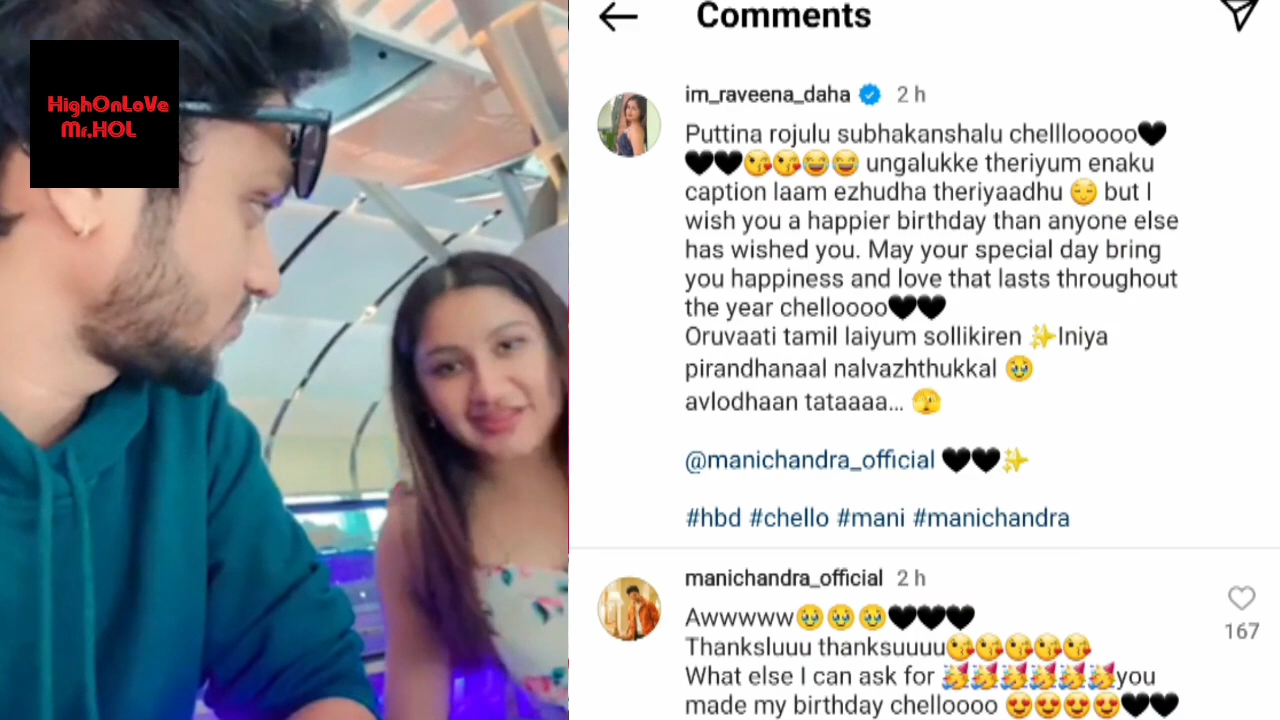 HighOnLoVe
Mr.HOL
Comments
im_raveena_daha 2 h
Puttina rojulu subhakanshalu chelllooooo🖤
🖤🖤😘😘😂😂 ungalukke theriyum enaku
caption laam ezhudha theriyaadhu 😌 but I
wish you a happier birthday than anyone else
has wished you. May your special day bring
you happiness and love that lasts throughout
the year chelloooo🖤🖤
Oruvaati tamil laiyum sollikiren ✨Iniya
pirandhanaal nalvazhthukkal 🥹
avlodhaan tataaaa... 🫣
@manichandra_official 🖤🖤✨
#hbd #chello #mani #manichandra
manichandra_official 2 h
Awwwww🥹🥹🥹🖤🖤🖤
Thanksluuu thanksuuuu😘😘😘😘😘
What else I can ask for 🥳🥳🥳🥳🥳🥳you
made my birthday chelloooo 😍😍😍😍🖤🖤
167